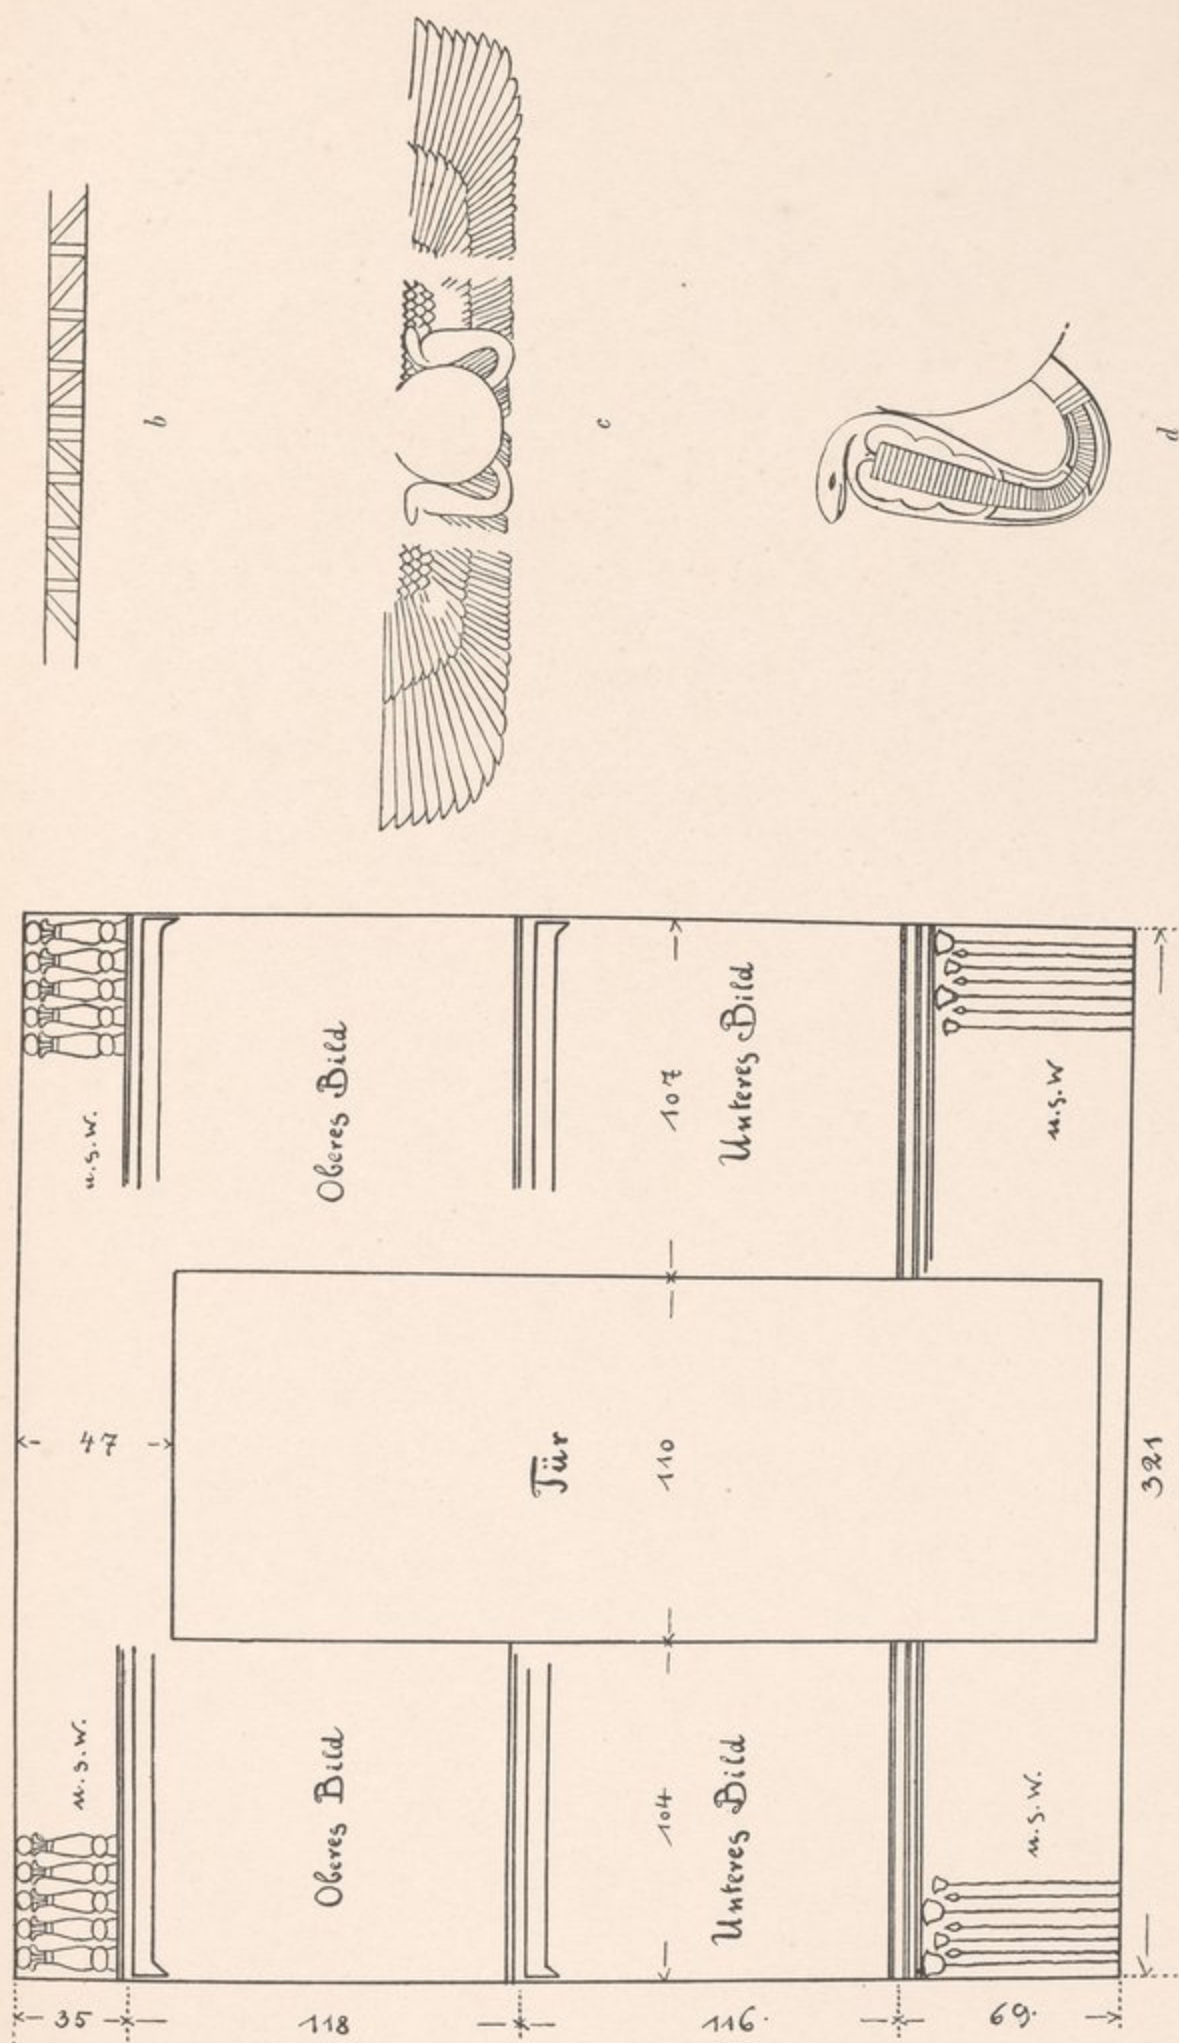 35
118
116.
69.
u. s. w.
Oberes Bild
104
Unteres Bild
u. s. w.
47
Tür
110
321
u. s. w.
Oberes Bild
107
Unteres Bild
u. s. w
b
c
d